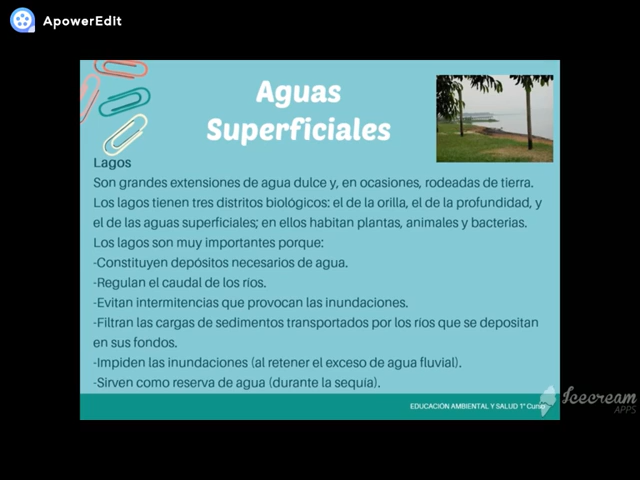 ApowerEdit
Aguas
Superficiales
Lagos
Son grandes extensiones de agua dulce y, en ocasiones, rodeadas de tierra.
Los lagos tienen tres distritos biológicos: el de la orilla, el de la profundidad, y
el de las aguas superficiales; en ellos habitan plantas, animales y bacterias.
Los lagos son muy importantes porque:
-Constituyen depósitos necesarios de agua.
-Regulan el caudal de los ríos.
-Evitan intermitencias que provocan las inundaciones.
-Filtran las cargas de sedimentos transportados por los ríos que se depositan
en sus fondos.
-Impiden las inundaciones (al retener el exceso de agua fluvial).
-Sirven como reserva de agua (durante la sequía).
EDUCACIÓN AMBIENTAL Y SALUD 1° Curso
Icecream
APPS